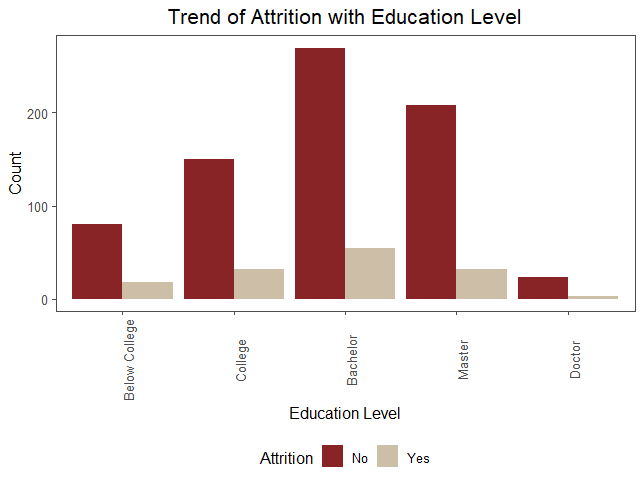 Trend of Attrition with Education Level
Count
200
100
0
Below College
College
Bachelor
Master
Doctor
Education Level
Attrition No Yes